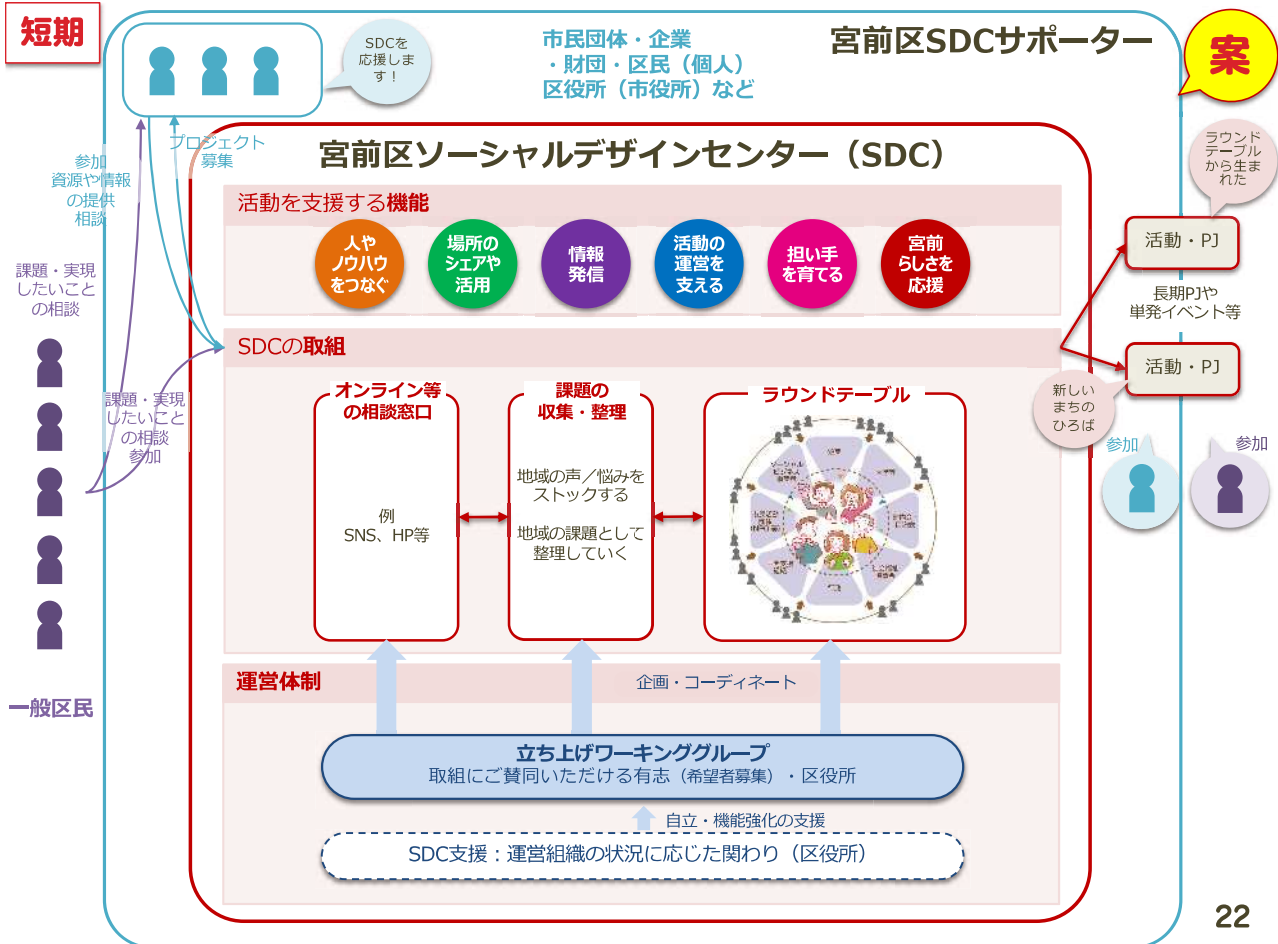 短期
SDCを
応援しま
す！
市民団体・企業
・財団・区民（個人）
区役所（市役所）など
宮前区SDCサポーター
案
プロジェクト
募集
参加
資源や情報
の提供
相談
宮前区ソーシャルデザインセンター（SDC）
ラウンド
テーブル
から生ま
れた
活動を支援する機能
人や
ノウハウ
をつなぐ
場所の
シェアや
活用
情報
発信
活動の
運営を
支える
担い手
を育てる
宮前
らしさを
応援
活動・PJ
長期PJや
単発イベント等
活動・PJ
課題・実現
したいこと
の相談
SDCの取組
オンライン等
の相談窓口
例
SNS、HP等
課題の
収集・整理
地域の声／悩みを
ストックする
地域の課題として
整理していく
ラウンドテーブル
ソーシャル
新しい
まちの
ひろば
課題・実現
したいこと
の相談
参加
参加
参加
一般区民
運営体制
企画・コーディネート
立ち上げワーキンググループ
取組にご賛同いただける有志（希望者募集）・区役所
自立・機能強化の支援
SDC支援：運営組織の状況に応じた関わり（区役所）
22